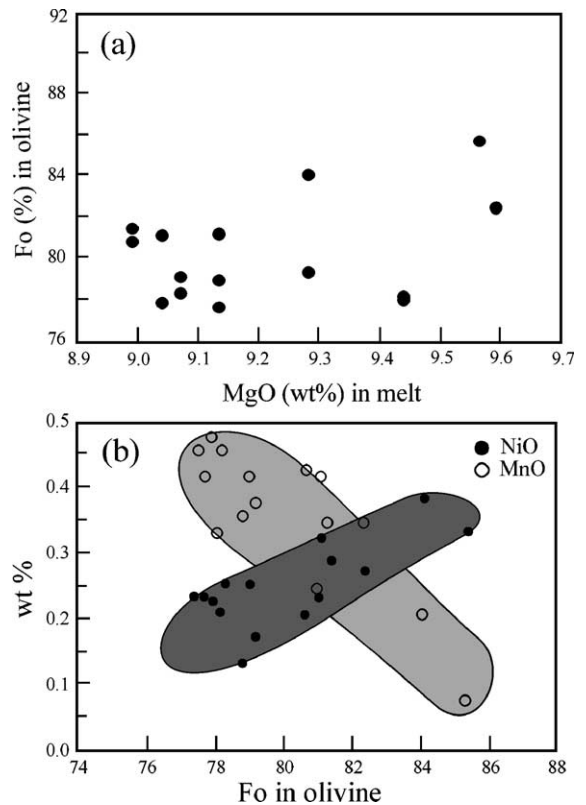 92
(a)
88
84
80
76
Fo (%) in olivine
8.9 9.0 9.1 9.2 9.3 9.4 9.5 9.6 9.7
MgO (wt%) in melt
0.5
(b)
NiO
MnO
0.4
0.3
0.2
0.1
0.0
wt %
74 76 78 80 82 84 86 88
Fo in olivine